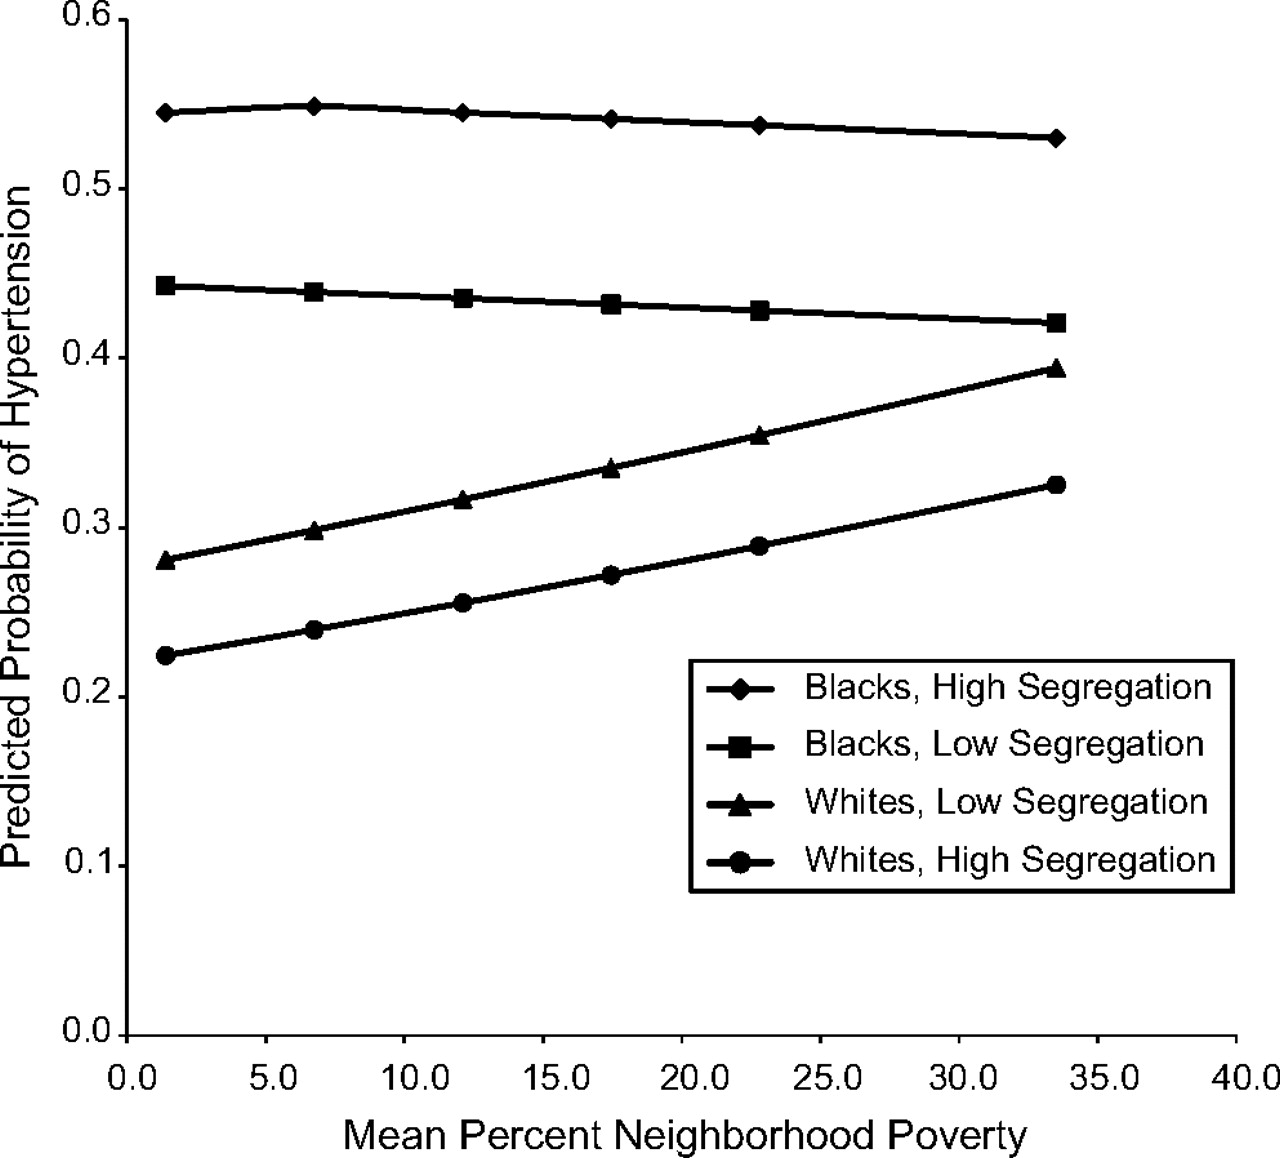 0.6
0.5
0.4
0.3
0.2
0.1
0.0
Predicted Probability of Hypertension
Blacks, High Segregation
Blacks, Low Segregation
Whites, Low Segregation
Whites, High Segregation
0.0 5.0 10.0 15.0 20.0 25.0 30.0 35.0 40.0
Mean Percent Neighborhood Poverty